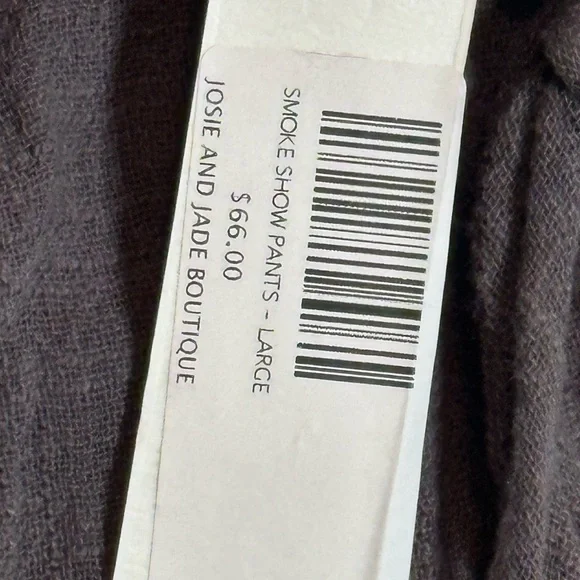 SMOKE SHOW PANTS - LARGE
$66.00
JOSIE AND JADE BOUTIQUE